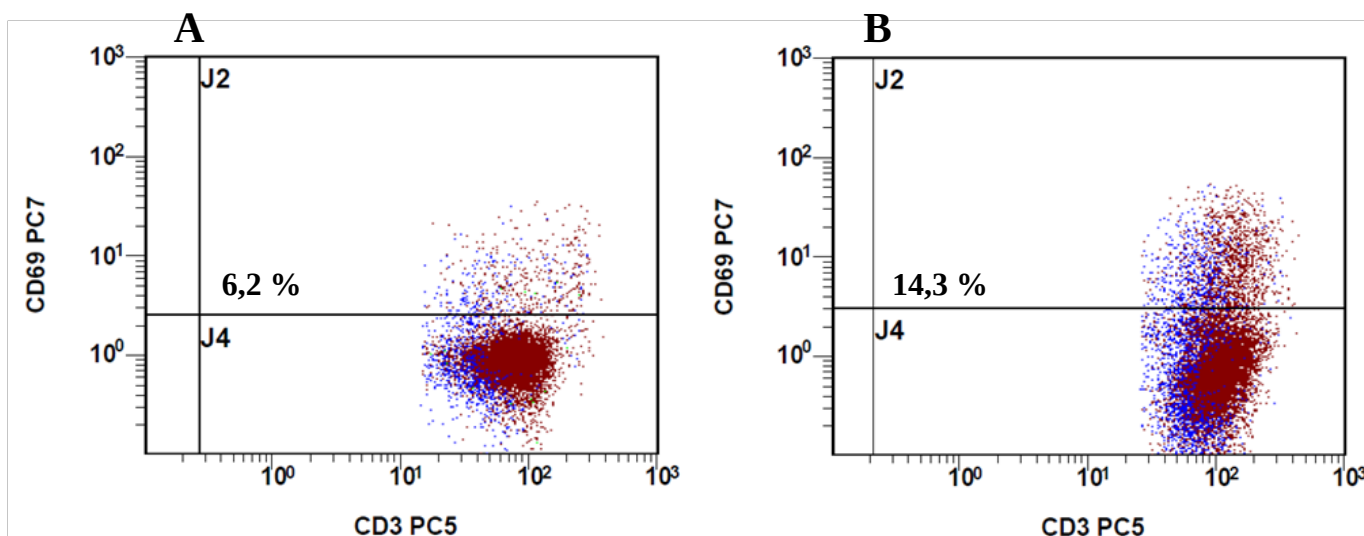 A
10³
J2
10²
10¹
6,2 %
J4
10⁰
10⁰ 10¹ 10² 10³
CD69 PC7
CD3 PC5
B
10³
J2
10²
10¹
14,3 %
J4
10⁰
10⁰ 10¹ 10² 10³
CD69 PC7
CD3 PC5